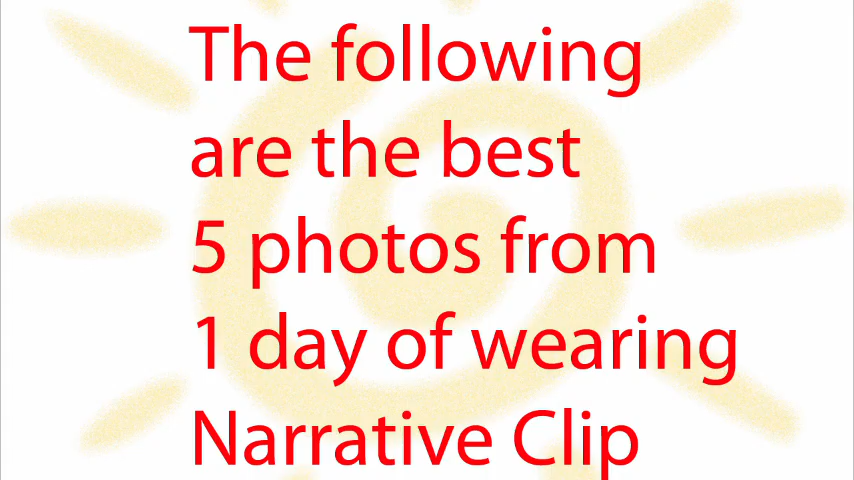 The following
are the best
5 photos from
1 day of wearing
Narrative Clip